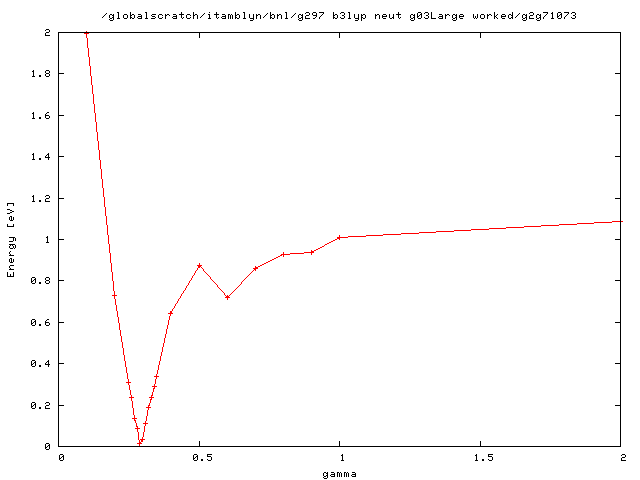 /globalscratch/itamblyn/bnl/g297 b3lyp neut g03Large worked/g2g71073
2
1.8
1.6
1.4
1.2
1
0.8
0.6
0.4
0.2
0
Energy [eV]
0 0.5 1 1.5 2
gamma